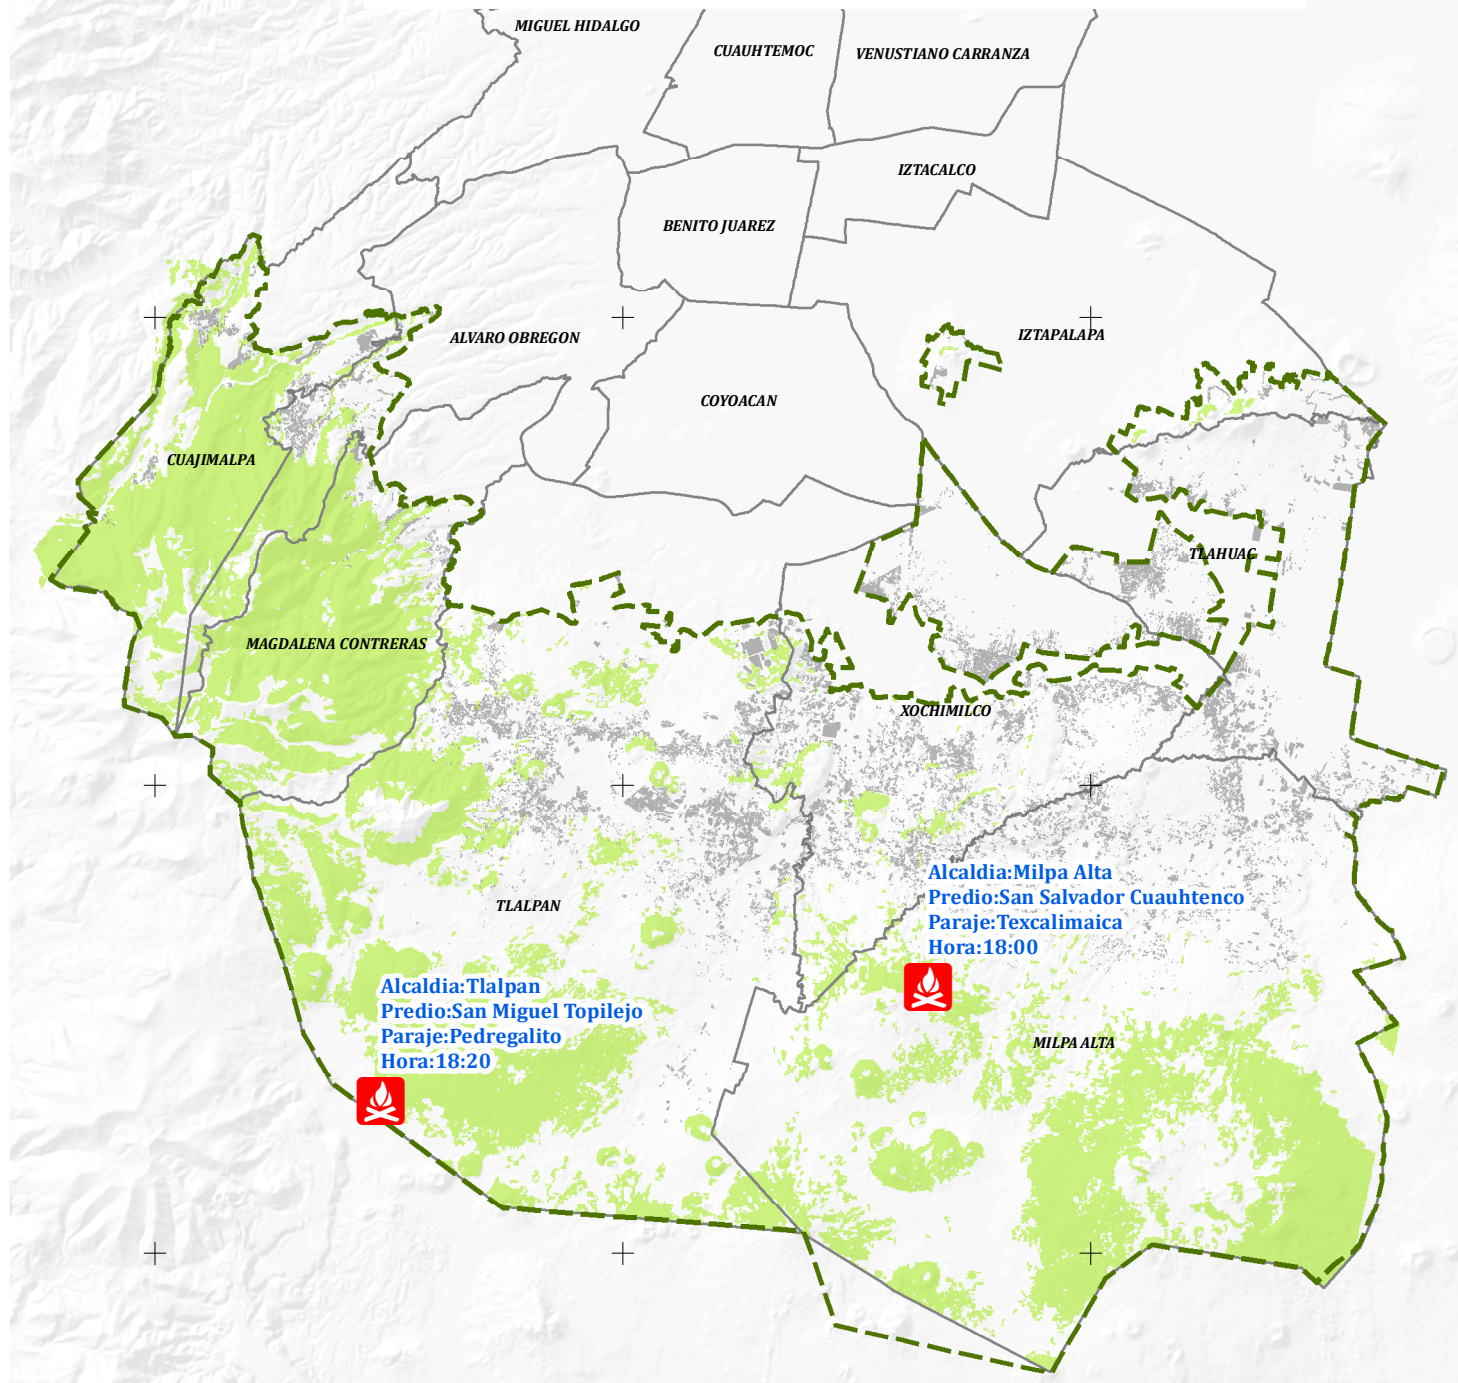 MIGUEL HIDALGO
CUAUHTEMOC
VENUSTIANO CARRANZA
IZTACALCO
BENITO JUAREZ
ALVARO OBREGON
IZTAPALAPA
COYOACAN
CUAJIMALPA
TLAHUAC
MAGDALENA CONTRERAS
XOCHIMILCO
Alcaldia:Milpa Alta
Predio:San Salvador Cuauhtenco
Paraje:Texcalimaica
Hora:18:00
TLALPAN
Alcaldia:Tlalpan
Predio:San Miguel Topilejo
Paraje:Pedregalito
Hora:18:20
MILPA ALTA